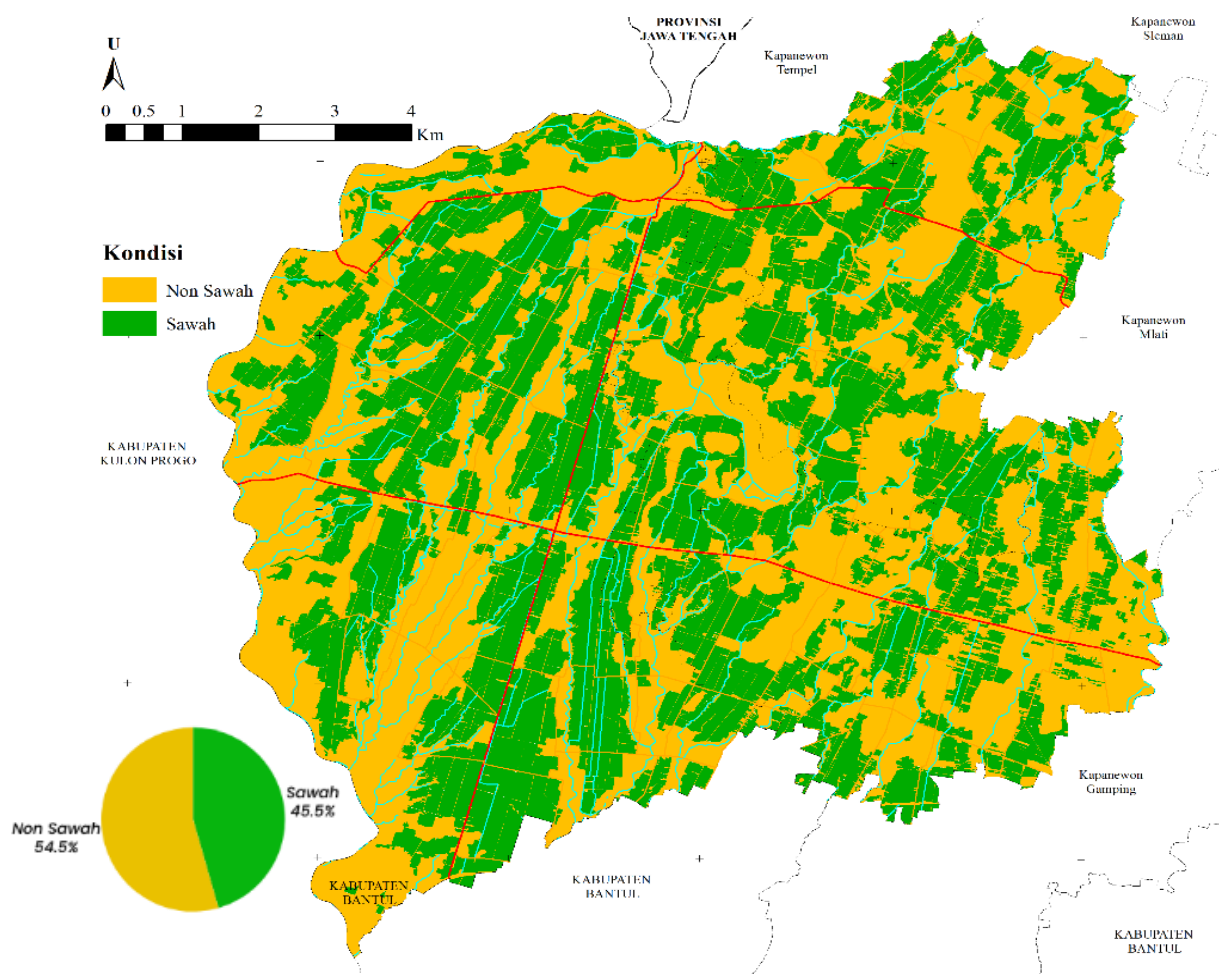 PROVINSI
JAWA TENGAH
Kapanewon
Sleman
Kapanewon
Tempel
U
0 0.5 1 2 3 4
Km
Kondisi
Non Sawah
Sawah
Kapanewon
Mlati
KABUPATEN
KULON PROGO
Kapanewon
Gamping
Sawah
45.5%
Non Sawah
54.5%
KABUPATEN
BANTUL
KABUPATEN
BANTUL
KABUPATEN
BANTUL